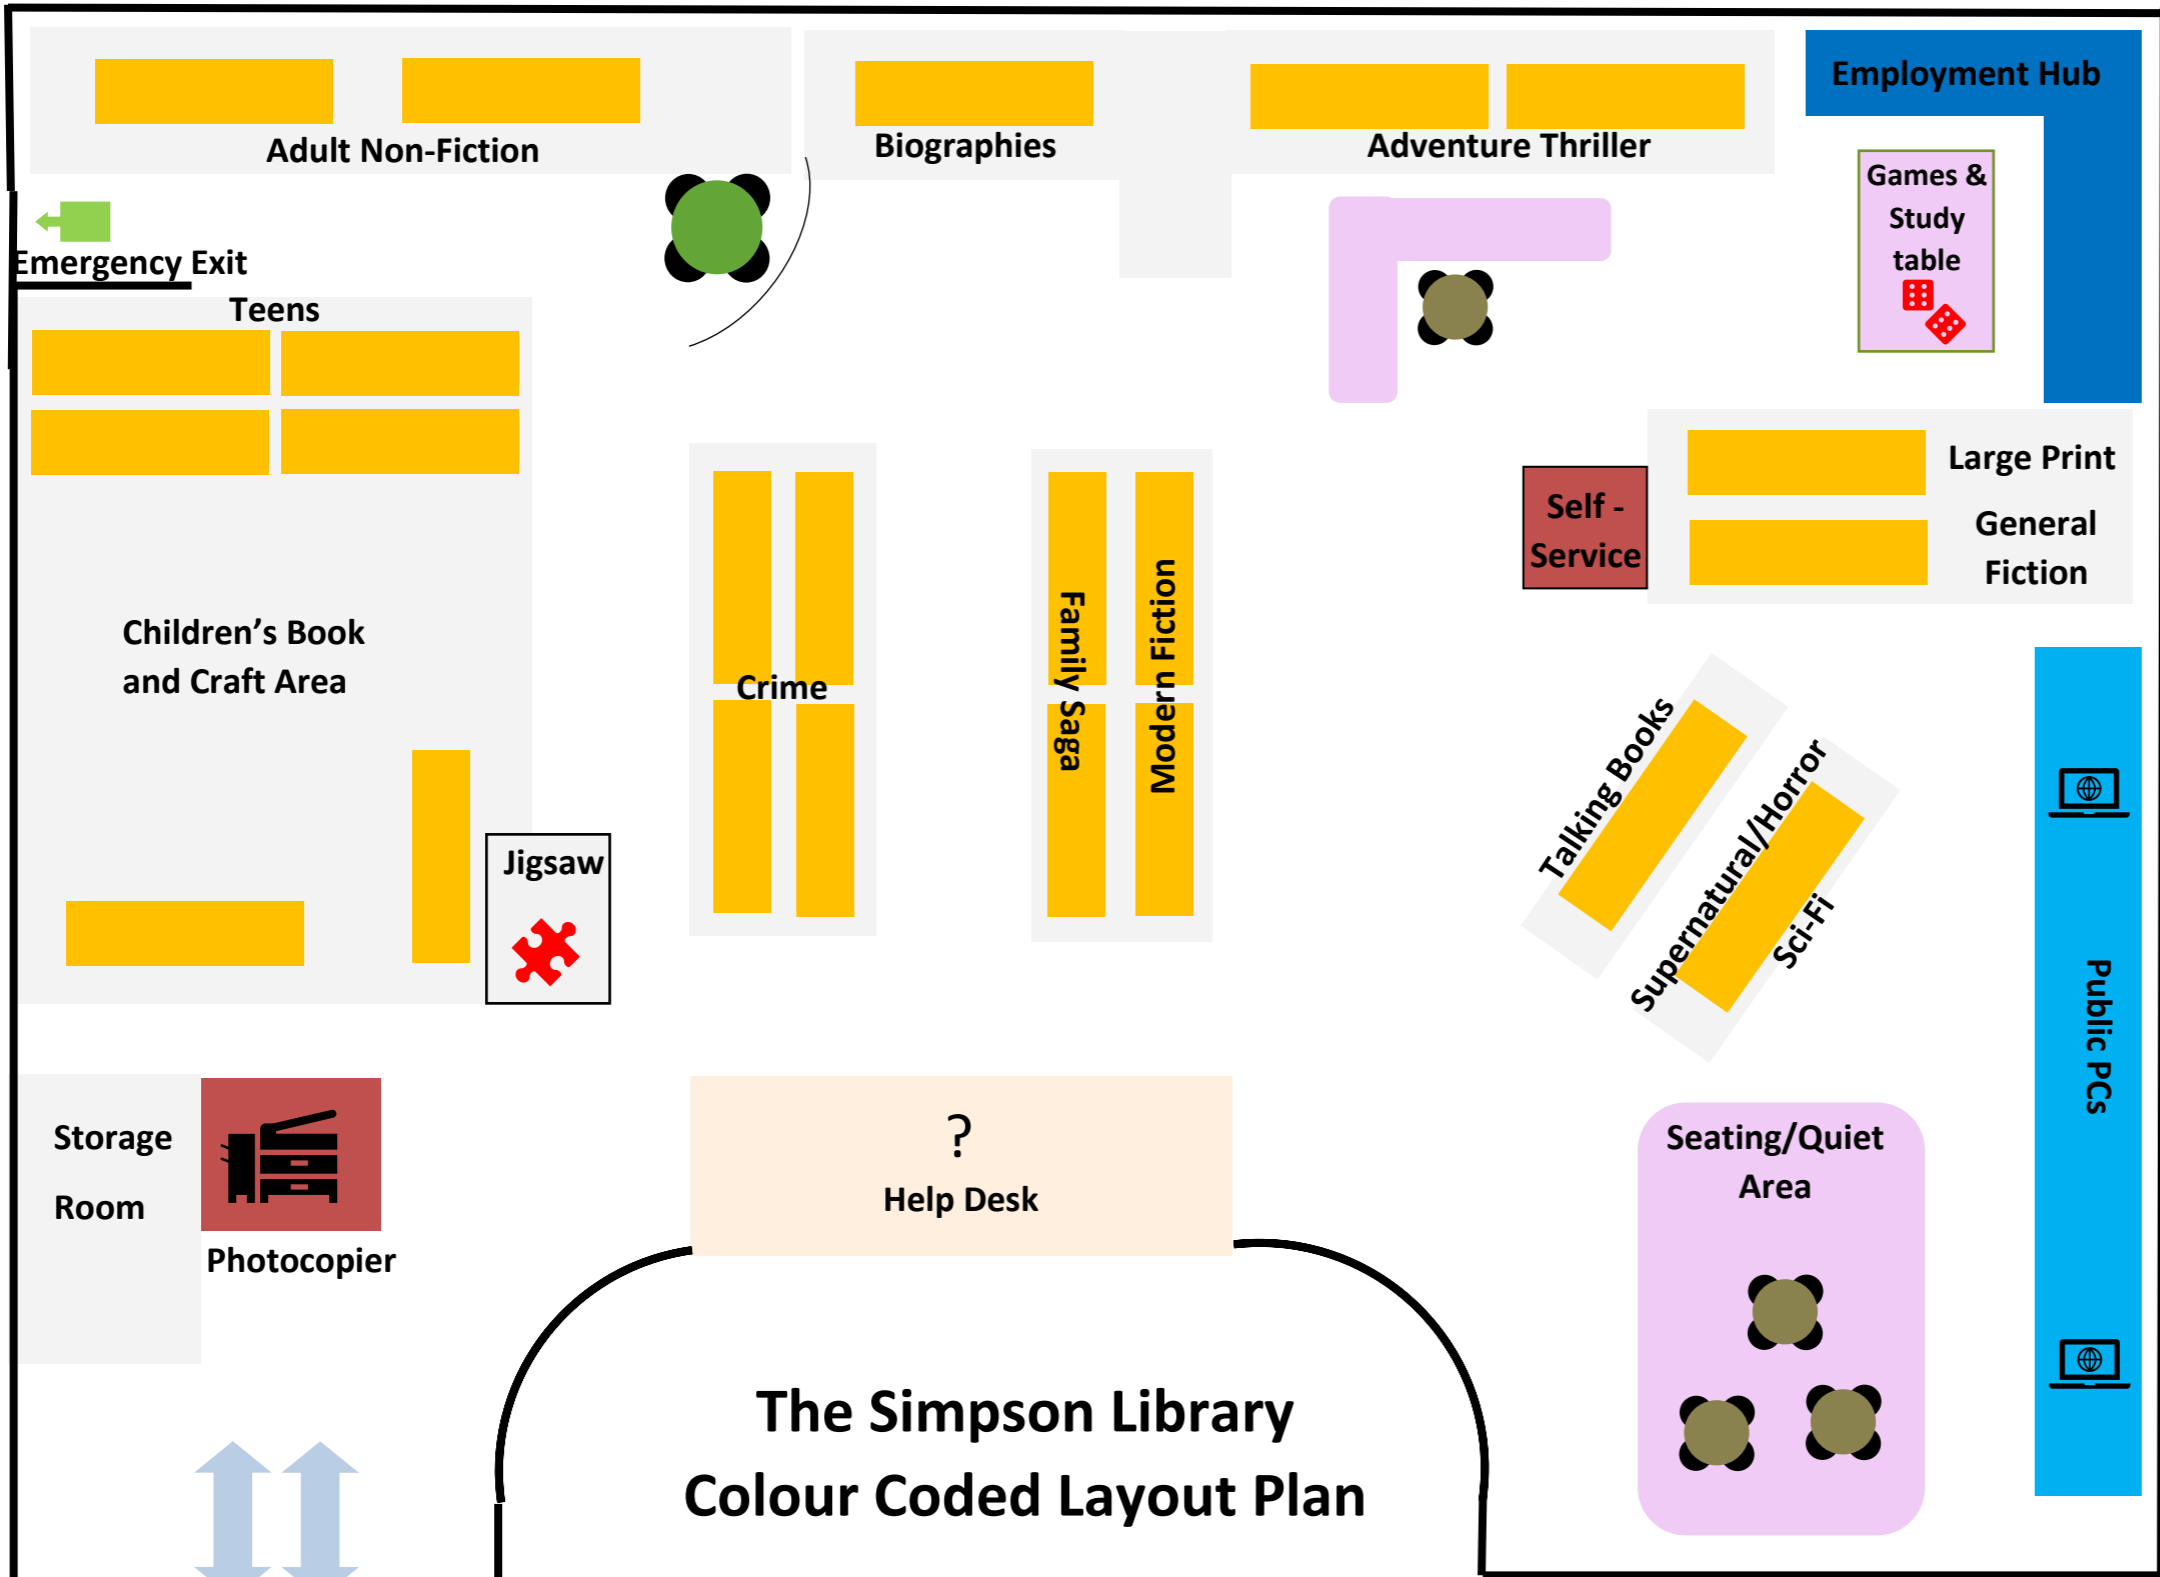 Employment Hub
Adult Non-Fiction
Biographies
Adventure Thriller
Games &
Study
table
Emergency Exit
Teens
Large Print
General
Fiction
Self -
Service
Children’s Book
and Craft Area
Crime
Family Saga
Modern Fiction
Talking Books
Supernatural/Horror
Sci-Fi
Jigsaw
Public PCs
Storage
Room
Photocopier
?
Help Desk
Seating/Quiet
Area
The Simpson Library
Colour Coded Layout Plan